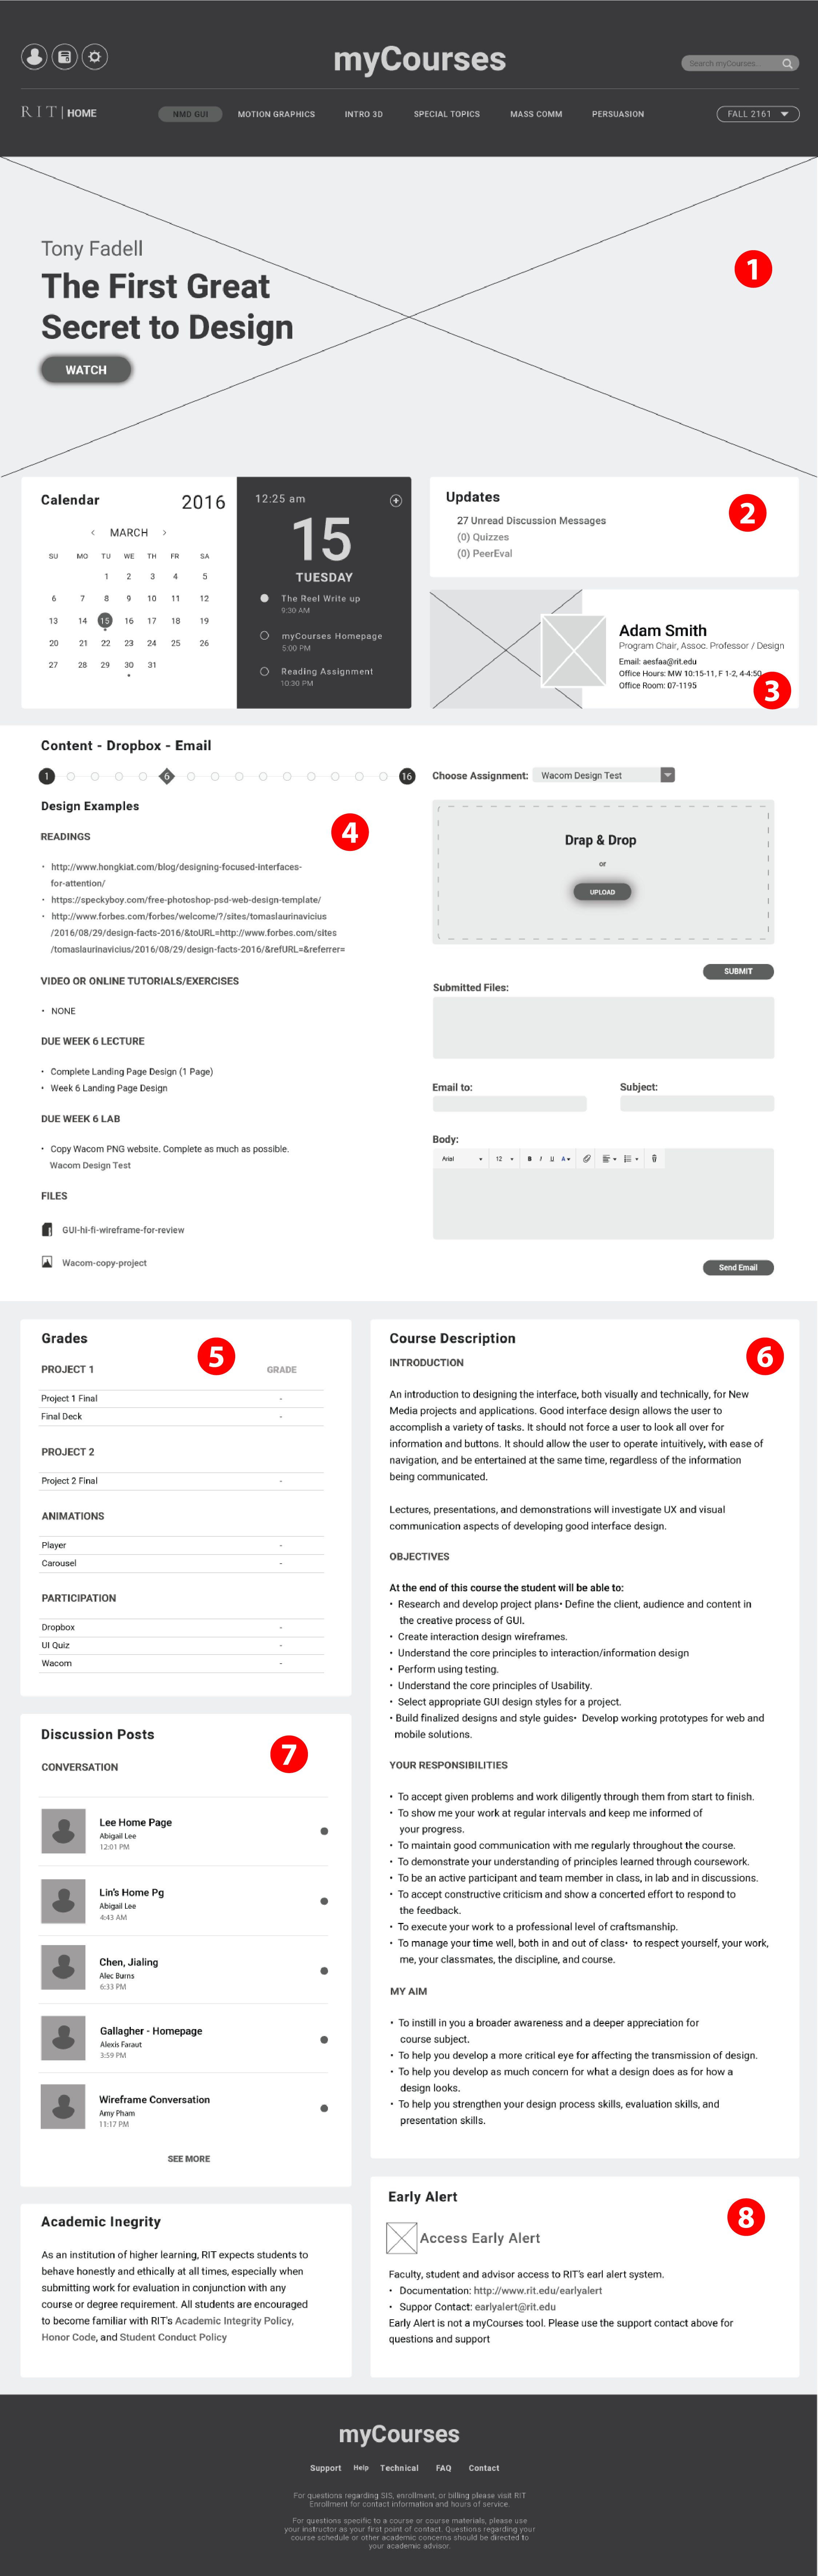 myCourses
Search myCourses
RIT | HOME
NMD GUI
MOTION GRAPHICS
INTRO 3D
SPECIAL TOPICS
MASS COMM
PERSUASION
FALL 2161
Tony Fadell
The First Great
Secret to Design
WATCH
1
Calendar
2016
< MARCH >
SU MO TU WE TH FR SA
1 2 3 4 5
6 7 8 9 10 11 12
13 14 15 16 17 18 19
20 21 22 23 24 25 26
27 28 29 30 31
12:25 am
15
TUESDAY
The Reel Write up
9:30 AM
myCourses Homepage
5:00 PM
Reading Assignment
10:30 PM
Updates
27 Unread Discussion Messages
(0) Quizzes
(0) PeerEval
2
Adam Smith
Program Chair, Assoc. Professor / Design
Email: aesfaa@rit.edu
Office Hours: MW 10:15-11, F 1-2, 4-4:50
Office Room: 07-1195
3
Content - Dropbox - Email
1 6 16
Design Examples
4
READINGS
• http://www.hongkiat.com/blog/designing-focused-interfaces-
for-attention/
• https://speckyboy.com/free-photoshop-psd-web-design-template/
• http://www.forbes.com/forbes/welcome/?/sites/tomaslaurinavicius
/2016/08/29/design-facts-2016/&toURL=http://www.forbes.com/sites
/tomaslaurinavicius/2016/08/29/design-facts-2016/&refURL=&referrer=
VIDEO OR ONLINE TUTORIALS/EXERCISES
• NONE
DUE WEEK 6 LECTURE
• Complete Landing Page Design (1 Page)
• Week 6 Landing Page Design
DUE WEEK 6 LAB
• Copy Wacom PNG website. Complete as much as possible.
Wacom Design Test
FILES
GUI-hi-fi-wireframe-for-review
Wacom-copy-project
Choose Assignment: Wacom Design Test
Drap & Drop
or
UPLOAD
SUBMIT
Submitted Files:
Email to:
Subject:
Body:
Arial 12 B I U A
Send Email
Grades
5
PROJECT 1 GRADE
Project 1 Final -
Final Deck -
PROJECT 2
Project 2 Final -
ANIMATIONS
Player -
Carousel -
PARTICIPATION
Dropbox -
UI Quiz -
Wacom -
Course Description
6
INTRODUCTION
An introduction to designing the interface, both visually and technically, for New
Media projects and applications. Good interface design allows the user to
accomplish a variety of tasks. It should not force a user to look all over for
information and buttons. It should allow the user to operate intuitively, with ease of
navigation, and be entertained at the same time, regardless of the information
being communicated.
Lectures, presentations, and demonstrations will investigate UX and visual
communication aspects of developing good interface design.
OBJECTIVES
At the end of this course the student will be able to:
• Research and develop project plans• Define the client, audience and content in
the creative process of GUI.
• Create interaction design wireframes.
• Understand the core principles to interaction/information design
• Perform using testing.
• Understand the core principles of Usability.
• Select appropriate GUI design styles for a project.
• Build finalized designs and style guides• Develop working prototypes for web and
mobile solutions.
YOUR RESPONSIBILITIES
• To accept given problems and work diligently through them from start to finish.
• To show me your work at regular intervals and keep me informed of
your progress.
• To maintain good communication with me regularly throughout the course.
• To demonstrate your understanding of principles learned through coursework.
• To be an active participant and team member in class, in lab and in discussions.
• To accept constructive criticism and show a concerted effort to respond to
the feedback.
• To execute your work to a professional level of craftsmanship.
• To manage your time well, both in and out of class• to respect yourself, your work,
me, your classmates, the discipline, and course.
MY AIM
• To instill in you a broader awareness and a deeper appreciation for
course subject.
• To help you develop a more critical eye for affecting the transmission of design.
• To help you develop as much concern for what a design does as for how a
design looks.
• To help you strengthen your design process skills, evaluation skills, and
presentation skills.
Discussion Posts
7
CONVERSATION
Lee Home Page
Abigail Lee
12:01 PM
Lin's Home Pg
Abigail Lee
4:43 AM
Chen, Jialing
Alec Burns
6:33 PM
Gallagher - Homepage
Alexis Faraut
3:59 PM
Wireframe Conversation
Amy Pham
11:17 PM
SEE MORE
Academic Inegrity
As an institution of higher learning, RIT expects students to
behave honestly and ethically at all times, especially when
submitting work for evaluation in conjunction with any
course or degree requirement. All students are encouraged
to become familiar with RIT's Academic Integrity Policy,
Honor Code, and Student Conduct Policy
Early Alert
8
Access Early Alert
Faculty, student and advisor access to RIT's earl alert system.
• Documentation: http://www.rit.edu/earlyalert
• Suppor Contact: earlyalert@rit.edu
Early Alert is not a myCourses tool. Please use the support contact above for
questions and support
myCourses
Support Help Technical FAQ Contact
For questions regarding SIS, enrollment, or billing please visit RIT
Enrollment for contact information and hours of service.
For questions specific to a course or course materials, please use
your instructor as your first point of contact. Questions regarding your
course schedule or other academic concerns should be directed to
your academic advisor.